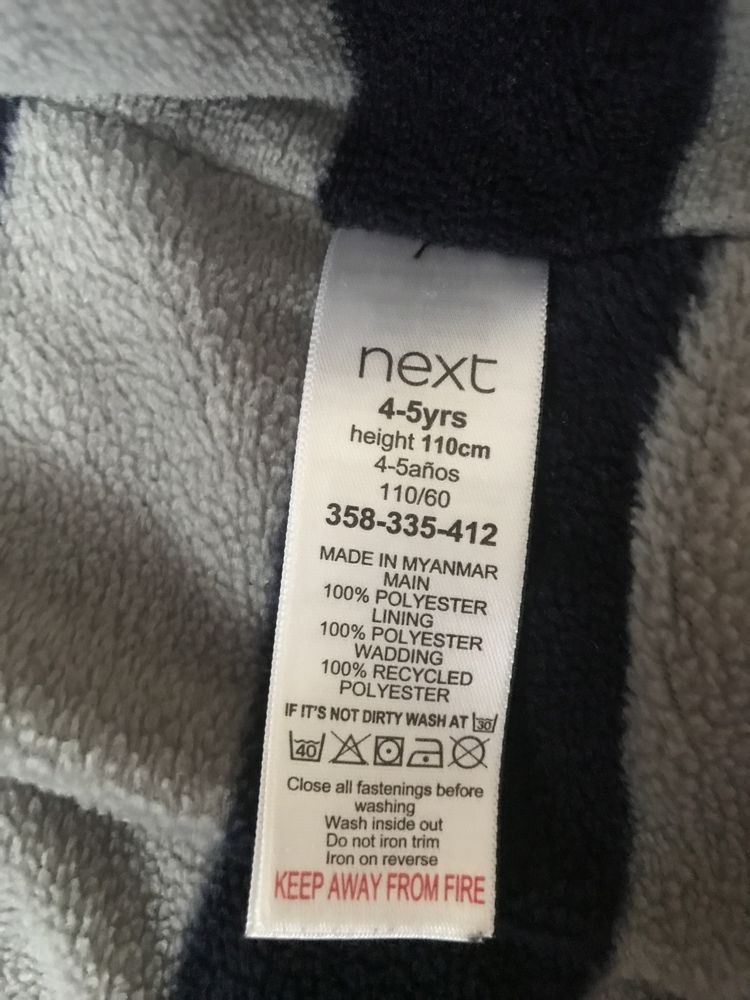 next
4-5yrs
height 110cm
4-5años
110/60
358-335-412
MADE IN MYANMAR
MAIN
100% POLYESTER
LINING
100% POLYESTER
WADDING
100% RECYCLED
POLYESTER
IF IT'S NOT DIRTY WASH AT 30
40
Close all fastenings before
washing
Wash inside out
Do not iron trim
Iron on reverse
KEEP AWAY FROM FIRE